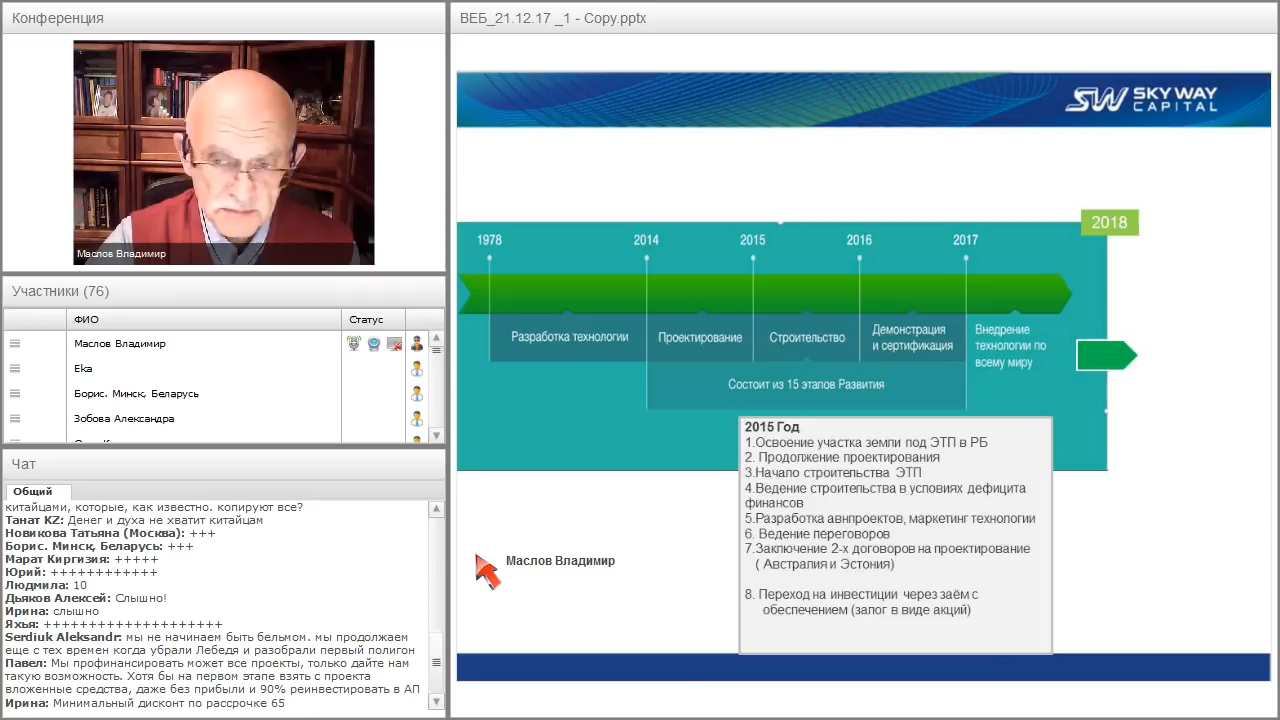 Конференция
Маслов Владимир
Участники (76)
ФИО
Статус
Маслов Владимир
Eka
Борис. Минск, Беларусь
Зобова Александра
Чат
Общий
китайцами, которые, как известно. копируют все?
Танат KZ: Денег и духа не хватит китайцам
Новикова Татьяна (Москва): +++
Борис. Минск, Беларусь: +++
Марат Киргизия: +++++
Юрий: ++++++++++++
Людмила: 10
Дьяков Алексей: Слышно!
Ирина: слышно
Яхья: ++++++++++++++++++++
Serdiuk Aleksandr: мы не начинаем быть бельмом. мы продолжаем
еще с тех времен когда убрали Лебедя и разобрали первый полигон
Павел: Мы профинансировать может все проекты, только дайте нам
такую возможность. Хотя бы на первом этапе взять с проекта
вложенные средства, даже без прибыли и 90% реинвестировать в АП
Ирина: Минимальный дисконт по рассрочке 65
ВЕБ_21.12.17 _1 - Copy.pptx
SW SKY WAY
CAPITAL
2018
1978
2014
2015
2016
2017
Разработка технологии
Проектирование
Строительство
Демонстрация
и сертификация
Внедрение
технологии по
всему миру
Состоит из 15 этапов Развития
2015 Год
1.Освоение участка земпи под ЭТП в РБ
2. Продолжение проектирования
3.Начапо строительства ЭТП
4.Ведение строительства в условиях дефицита
финансов
5.Разработка авнпроектов, маркетинг технологии
6. Ведение переговоров
7.Заключение 2-х договоров на проектирование
( Австралия и Эстония)
8. Переход на инвестиции через заём с
обеспечением (залог в виде акций)
Маслов Владимир